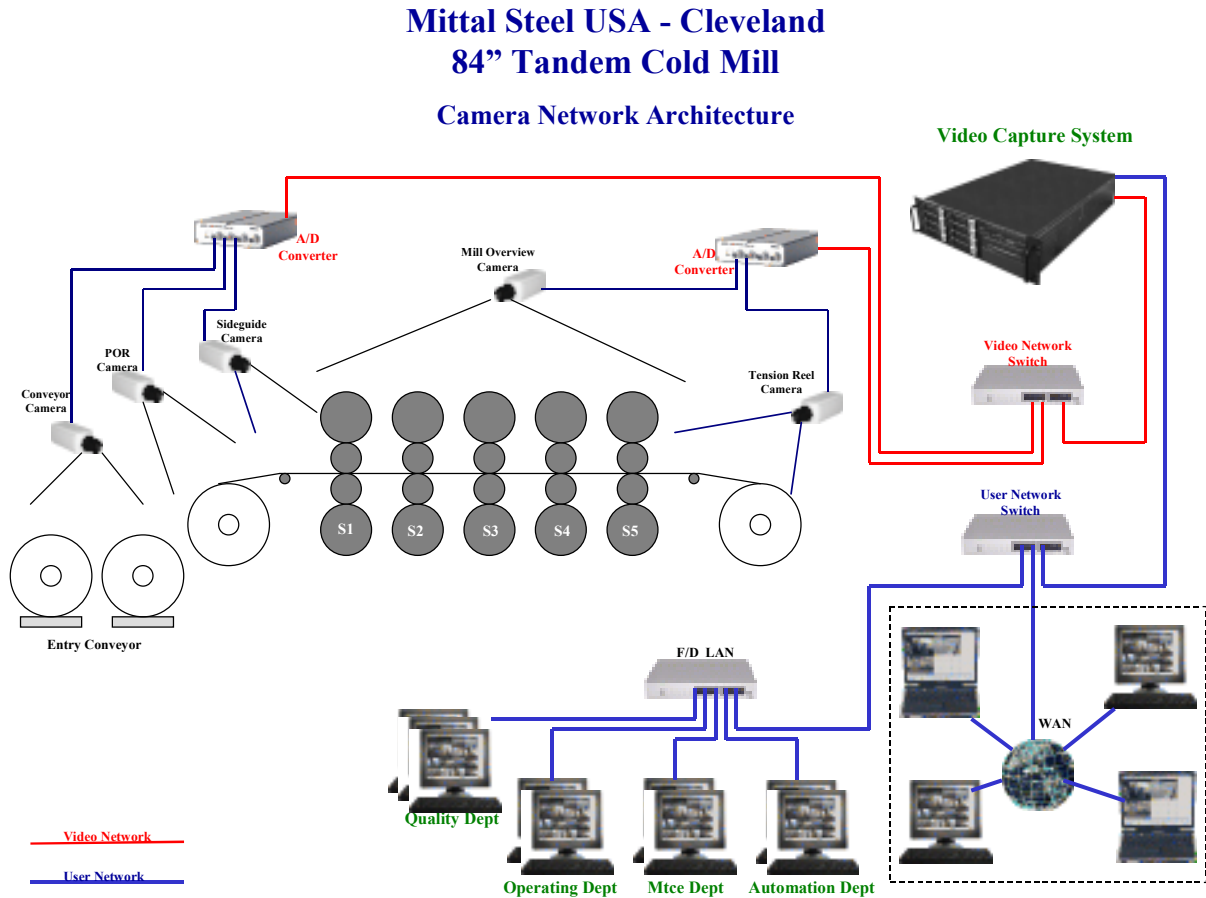 Mittal Steel USA - Cleveland
84” Tandem Cold Mill
Camera Network Architecture
Video Capture System
A/D
Converter
Mill Overview
Camera
A/D
Converter
Sideguide
Camera
POR
Camera
Conveyor
Camera
Tension Reel
Camera
Video Network
Switch
User Network
Switch
S1
S2
S3
S4
S5
Entry Conveyor
F/D LAN
WAN
Quality Dept
Operating Dept
Mtce Dept
Automation Dept
Video Network
User Network